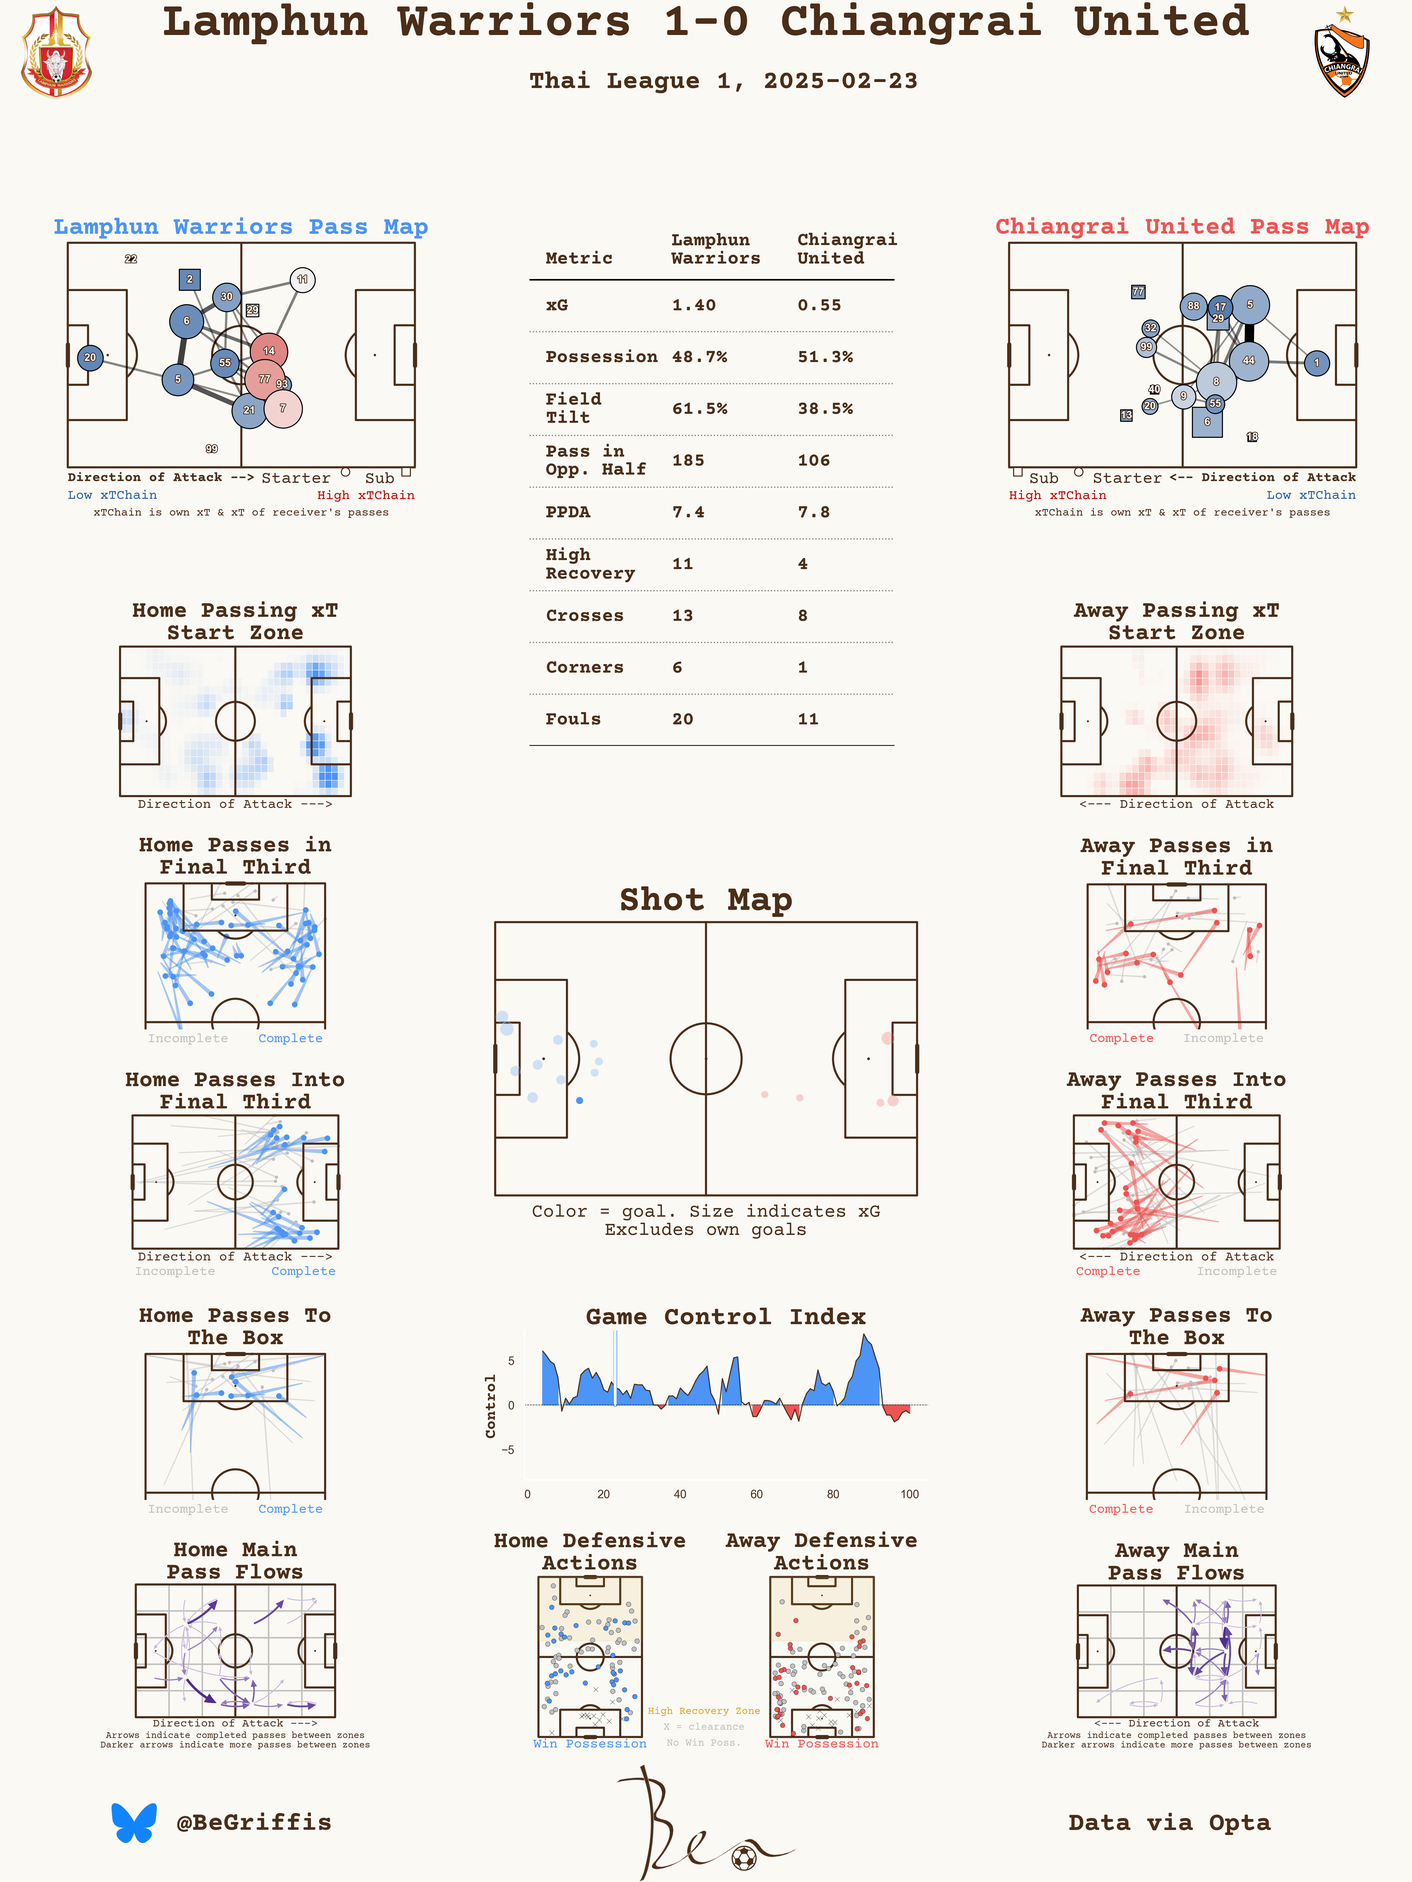 Lamphun Warriors 1-0 Chiangrai United
Thai League 1, 2025-02-23
CHIANGRAI
UNITED
Lamphun Warriors Pass Map
22
2
11
30
29
6
14
20
55
5
77
93
21
7
99
Direction of Attack --> Starter Sub
Low xTChain High xTChain
xTChain is own xT & xT of receiver's passes
Metric Lamphun Warriors Chiangrai United
xG 1.40 0.55
Possession 48.7% 51.3%
Field Tilt 61.5% 38.5%
Pass in Opp. Half 185 106
PPDA 7.4 7.8
High Recovery 11 4
Crosses 13 8
Corners 6 1
Fouls 20 11
Chiangrai United Pass Map
77
88
17
5
29
32
99
44
1
8
40
9
20
55
13
6
18
Sub Starter <-- Direction of Attack
High xTChain Low xTChain
xTChain is own xT & xT of receiver's passes
Home Passing xT
Start Zone
Direction of Attack --->
Away Passing xT
Start Zone
<--- Direction of Attack
Home Passes in
Final Third
Incomplete Complete
Away Passes in
Final Third
Complete Incomplete
Shot Map
Color = goal. Size indicates xG
Excludes own goals
Home Passes Into
Final Third
Direction of Attack --->
Incomplete Complete
Away Passes Into
Final Third
<--- Direction of Attack
Complete Incomplete
Home Passes To
The Box
Incomplete Complete
Game Control Index
Control
5
0
−5
0 20 40 60 80 100
Away Passes To
The Box
Complete Incomplete
Home Main
Pass Flows
Direction of Attack --->
Arrows indicate completed passes between zones
Darker arrows indicate more passes between zones
Home Defensive
Actions
Win Possession
Away Defensive
Actions
Win Possession
High Recovery Zone
X = clearance
No Win Poss.
Away Main
Pass Flows
<--- Direction of Attack
Arrows indicate completed passes between zones
Darker arrows indicate more passes between zones
@BeGriffis
Ben
Data via Opta